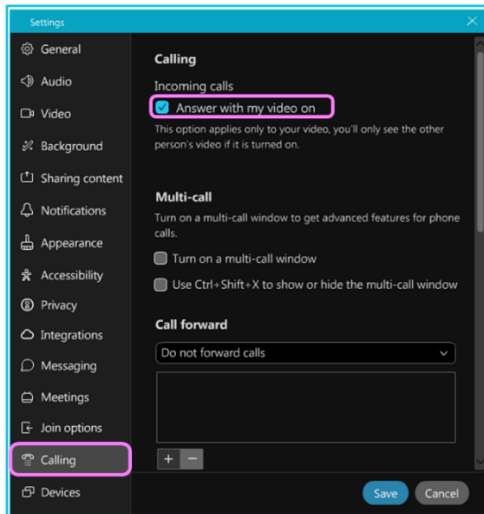 Settings
General
Audio
Video
Background
Sharing content
Notifications
Appearance
Accessibility
Privacy
Integrations
Messaging
Meetings
Join options
Calling
Devices
Calling
Incoming calls
Answer with my video on
This option applies only to your video, you'll only see the other
person's video if it is turned on.
Multi-call
Turn on a multi-call window to get advanced features for phone
calls.
Turn on a multi-call window
Use Ctrl+Shift+X to show or hide the multi-call window
Call forward
Do not forward calls
+ −
Save Cancel